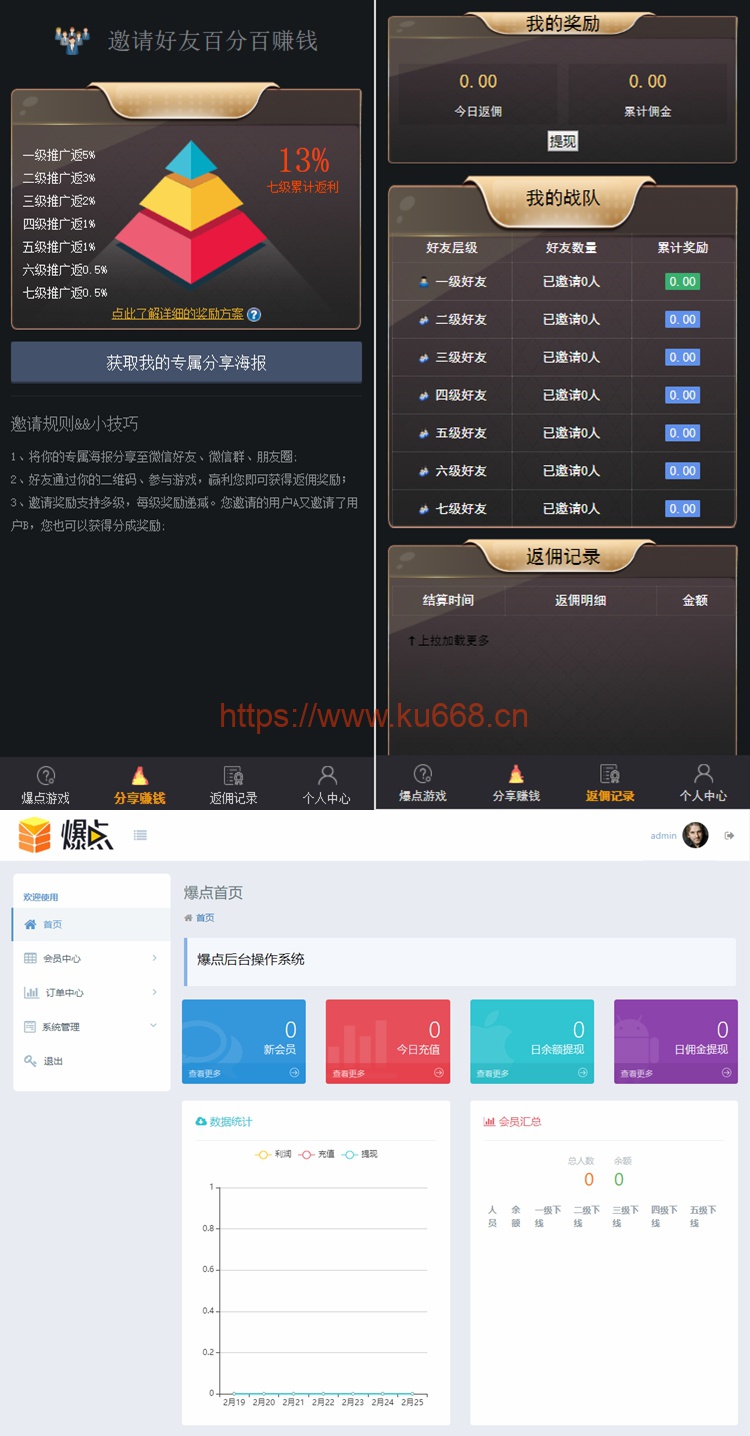 邀请好友百分百赚钱
一级推广返5%
二级推广返3%
三级推广返2%
四级推广返1%
五级推广返1%
六级推广返0.5%
七级推广返0.5%
13%
七级累计返利
点此了解详细的奖励方案 ?
获取我的专属分享海报
邀请规则&&小技巧
1、将你的专属海报分享至微信好友、微信群、朋友圈;
2、好友通过你的二维码、参与游戏，赢利您即可获得返佣奖励；
3、邀请奖励支持多级，每级奖励递减。您邀请的用户A又邀请了用
户B，您也可以获得分成奖励;
爆点游戏 分享赚钱 返佣记录 个人中心
我的奖励
0.00 0.00
今日返佣 累计佣金
提现
我的战队
好友层级 好友数量 累计奖励
一级好友 已邀请0人 0.00
二级好友 已邀请0人 0.00
三级好友 已邀请0人 0.00
四级好友 已邀请0人 0.00
五级好友 已邀请0人 0.00
六级好友 已邀请0人 0.00
七级好友 已邀请0人 0.00
返佣记录
结算时间 返佣明细 金额
↑上拉加载更多
爆点游戏 分享赚钱 返佣记录 个人中心
https://www.ku668.cn
爆点
admin
欢迎使用
首页
会员中心
订单中心
系统管理
退出
爆点首页
首页
爆点后台操作系统
0
新会员
查看更多
0
今日充值
查看更多
0
日余额提现
查看更多
0
日佣金提现
查看更多
数据统计
利润 充值 提现
1
0.8
0.6
0.4
0.2
0
2月19 2月20 2月21 2月22 2月23 2月24 2月25
会员汇总
总人数 余额
0 0
人员 余额 一级下线 二级下线 三级下线 四级下线 五级下线